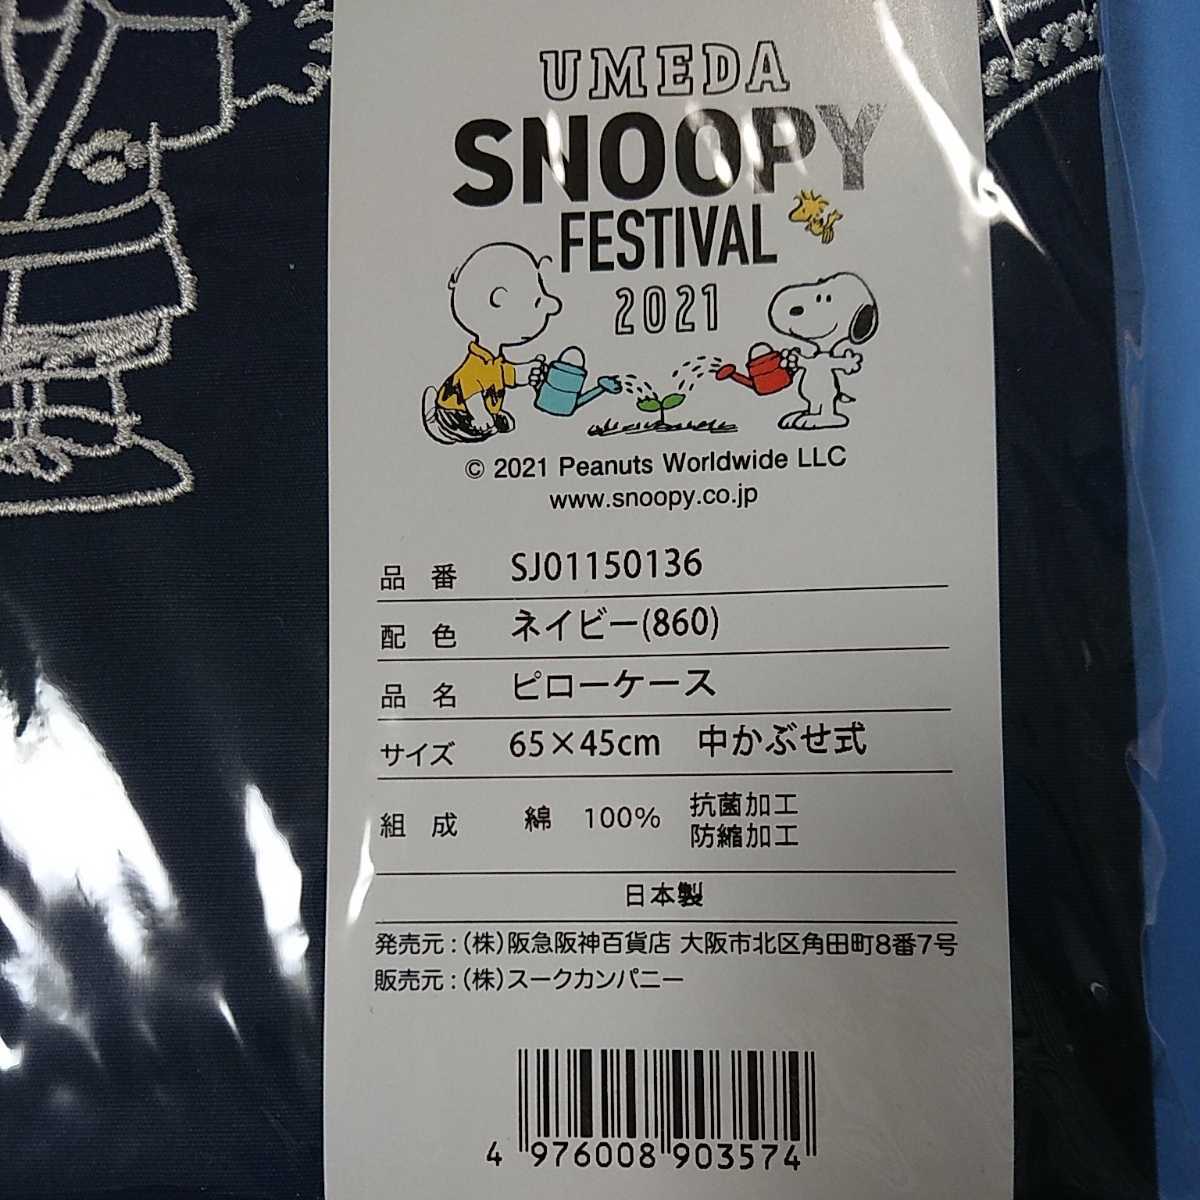 UMEDA
SNOOPY
FESTIVAL
2021
© 2021 Peanuts Worldwide LLC
www.snoopy.co.jp
品 番 SJ01150136
配 色 ネイビー(860)
品 名 ピローケース
サイズ 65×45cm 中かぶせ式
組 成 綿 100% 抗菌加工
防縮加工
日本製
発売元：(株)阪急阪神百貨店 大阪市北区角田町8番7号
販売元：(株)スークカンパニー
4 976008 903574